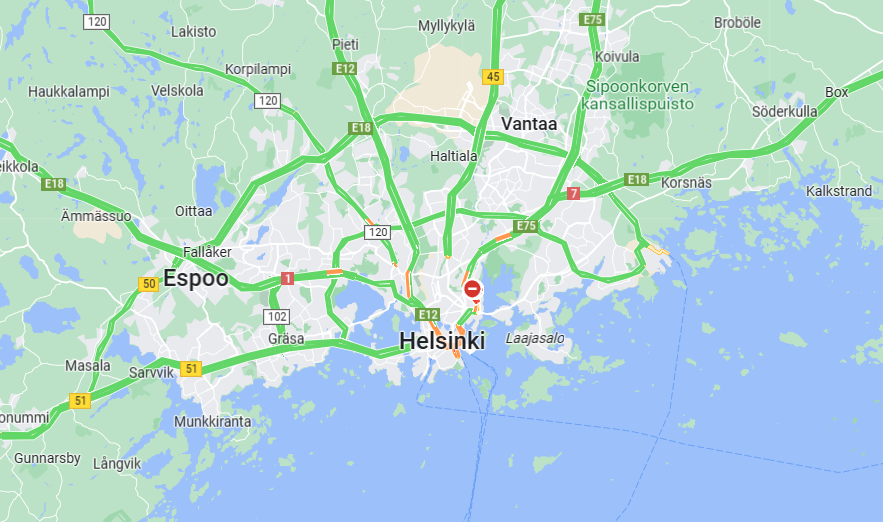 120
E75
Broböle
Myllykylä
Lakisto
Pieti
Koivula
E12
Korpilampi
45
Sipoonkorven
kansallispuisto
Haukkalampi
Velskola
Box
120
Söderkulla
Vantaa
E18
Haltiala
eikkola
E18
E18
Korsnäs
7
Kalkstrand
Ämmässuo
Oittaa
120
E75
Fallåker
Espoo
1
50
E12
102
Gräsa
Helsinki
Laajasalo
Masala
Sarvvik
51
51
onummi
Munkkiranta
Gunnarsby
Långvik